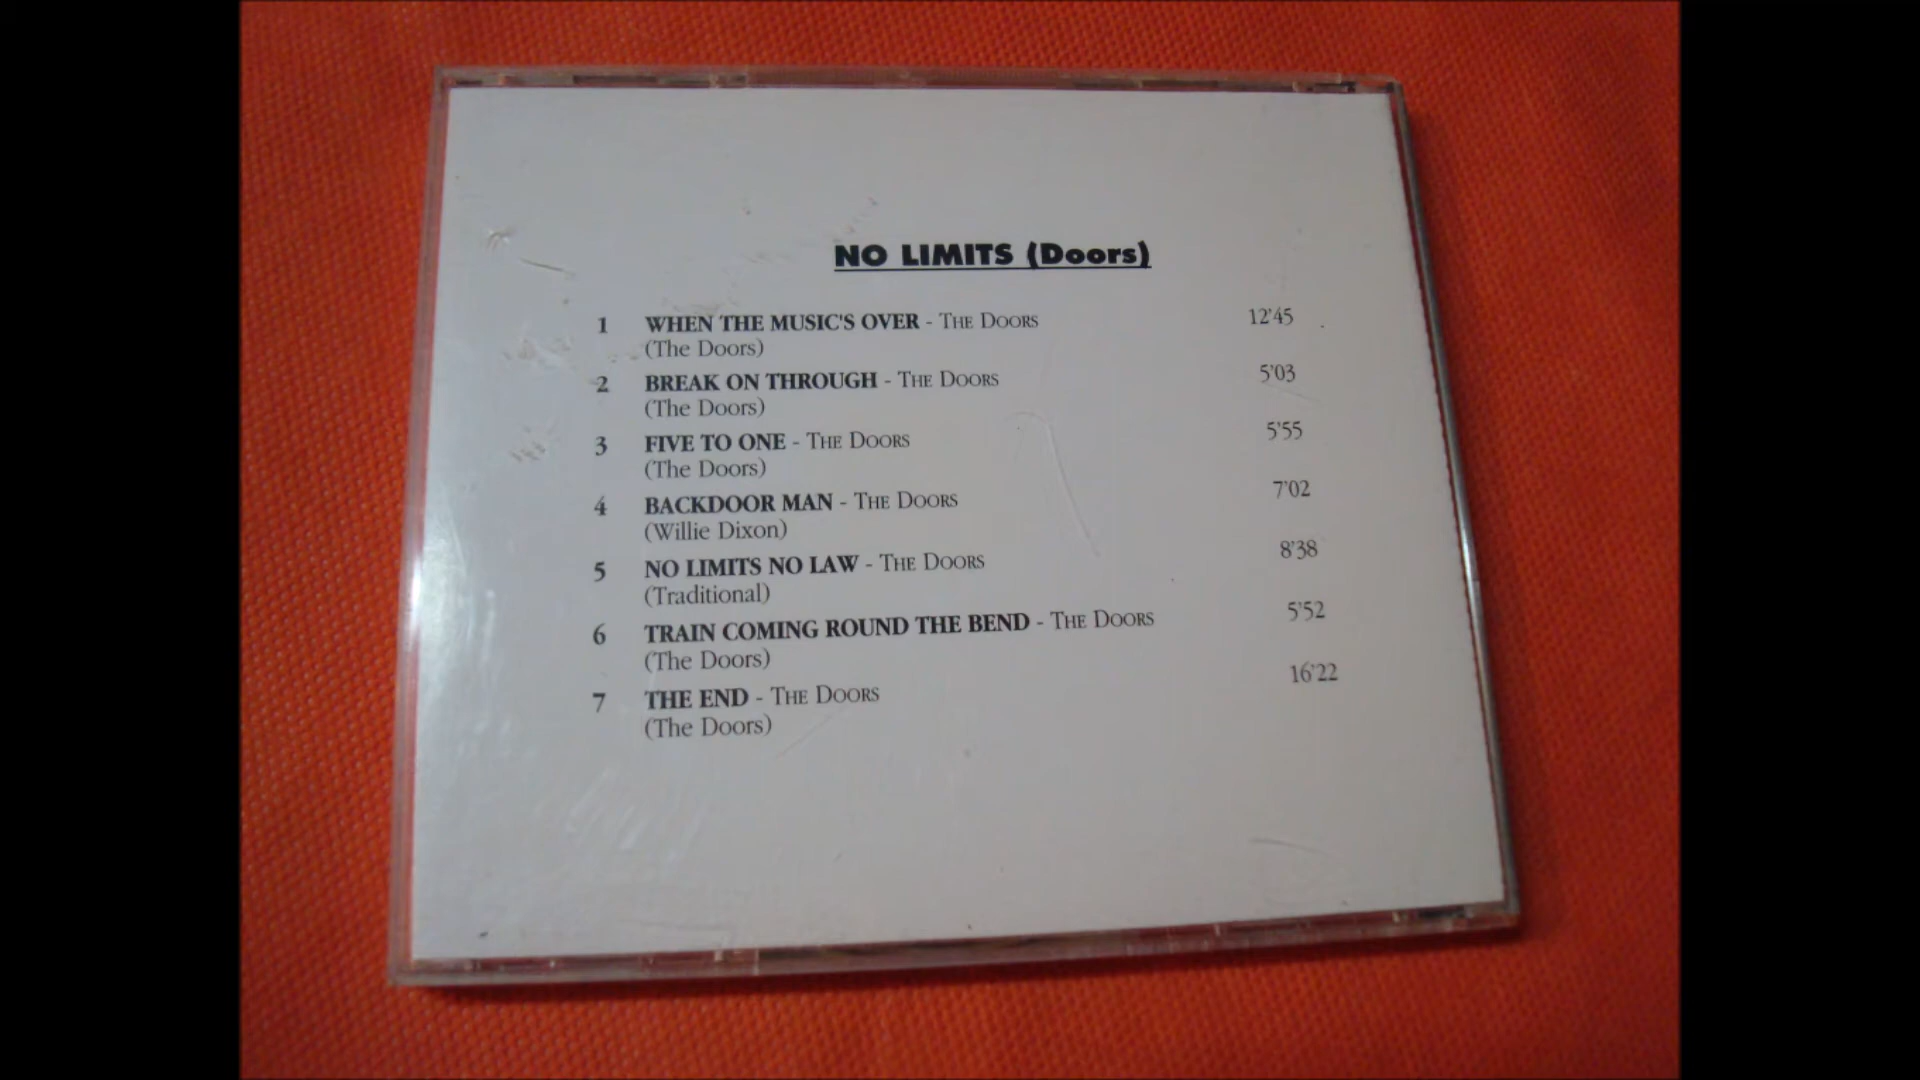 NO LIMITS (Doors)
1 WHEN THE MUSIC'S OVER - THE DOORS 12'45
(The Doors)
2 BREAK ON THROUGH - THE DOORS 5'03
(The Doors)
3 FIVE TO ONE - THE DOORS 5'55
(The Doors)
4 BACKDOOR MAN - THE DOORS 7'02
(Willie Dixon)
5 NO LIMITS NO LAW - THE DOORS 8'38
(Traditional)
6 TRAIN COMING ROUND THE BEND - THE DOORS 5'52
(The Doors)
7 THE END - THE DOORS 16'22
(The Doors)